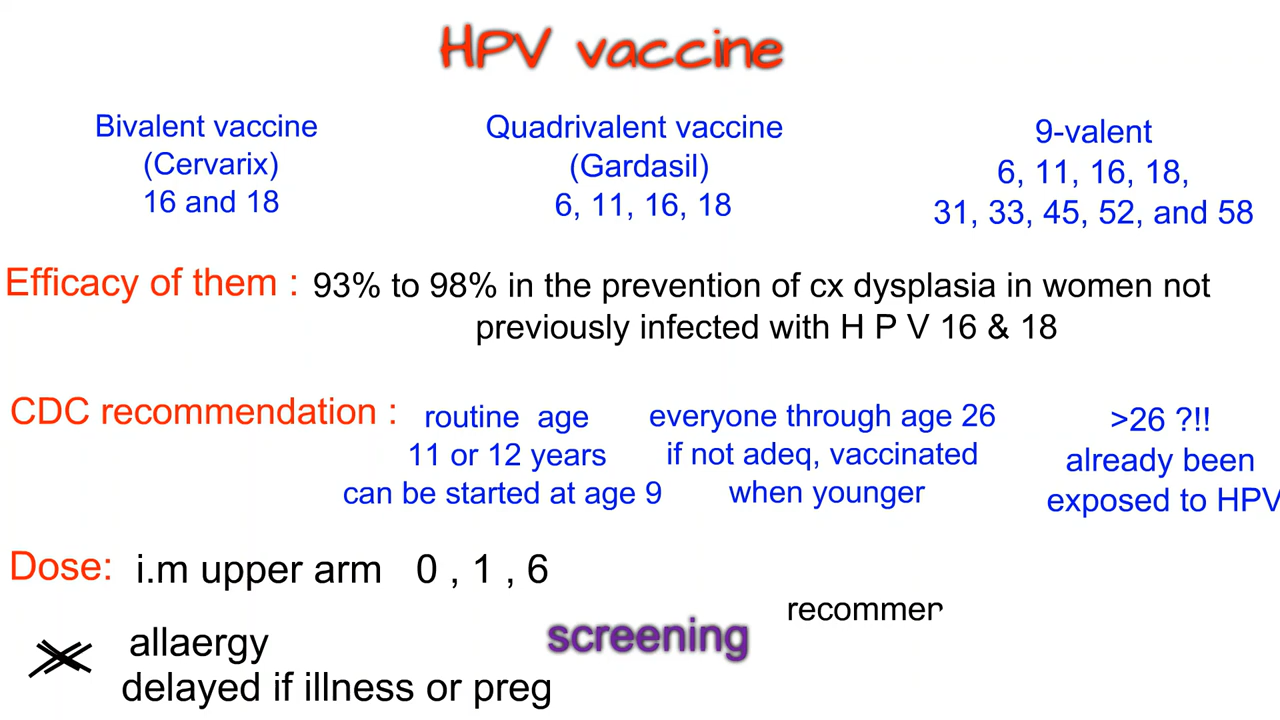 HPV vaccine
Bivalent vaccine
(Cervarix)
16 and 18
Quadrivalent vaccine
(Gardasil)
6, 11, 16, 18
9-valent
6, 11, 16, 18,
31, 33, 45, 52, and 58
Efficacy of them : 93% to 98% in the prevention of cx dysplasia in women not
previously infected with H P V 16 & 18
CDC recommendation :
routine age
11 or 12 years
can be started at age 9
everyone through age 26
if not adeq, vaccinated
when younger
>26 ?!!
already been
exposed to HPV
Dose: i.m upper arm 0 , 1 , 6
allaergy
delayed if illness or preg
screening
recommer